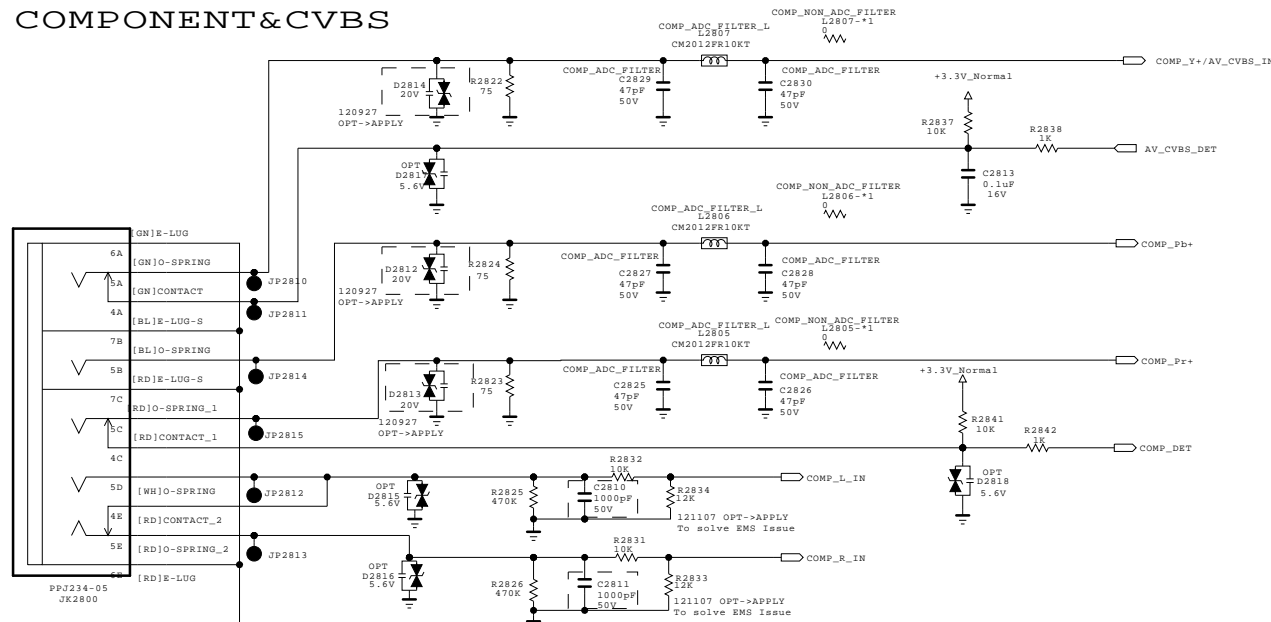 COMPONENT&CVBS
COMP_ADC_FILTER_L
L2807
CM2012FR10KT
COMP_NON_ADC_FILTER
L2807-*1
0
COMP_Y+/AV_CVBS_IN
D2814
20V
R2822
75
COMP_ADC_FILTER
C2829
47pF
50V
COMP_ADC_FILTER
C2830
47pF
50V
120927
OPT->APPLY
+3.3V_Normal
R2837
10K
R2838
1K
AV_CVBS_DET
OPT
D2817
5.6V
C2813
0.1uF
16V
COMP_ADC_FILTER_L
L2806
CM2012FR10KT
COMP_NON_ADC_FILTER
L2806-*1
0
COMP_Pb+
D2812
20V
R2824
75
COMP_ADC_FILTER
C2827
47pF
50V
COMP_ADC_FILTER
C2828
47pF
50V
120927
OPT->APPLY
COMP_ADC_FILTER_L
L2805
CM2012FR10KT
COMP_NON_ADC_FILTER
L2805-*1
0
COMP_Pr+
D2813
20V
R2823
75
COMP_ADC_FILTER
C2825
47pF
50V
COMP_ADC_FILTER
C2826
47pF
50V
120927
OPT->APPLY
+3.3V_Normal
R2841
10K
R2842
1K
COMP_DET
OPT
D2818
5.6V
[GN]E-LUG
6A
[GN]O-SPRING
5A
JP2810
[GN]CONTACT
4A
JP2811
[BL]E-LUG-S
7B
[BL]O-SPRING
5B
JP2814
[RD]E-LUG-S
7C
[RD]O-SPRING_1
5C
JP2815
[RD]CONTACT_1
4C
5D
[WH]O-SPRING
JP2812
4E
[RD]CONTACT_2
5E
[RD]O-SPRING_2
JP2813
6E
[RD]E-LUG
PPJ234-05
JK2800
OPT
D2815
5.6V
R2825
470K
C2810
1000pF
50V
R2832
10K
R2834
12K
COMP_L_IN
121107 OPT->APPLY
To solve EMS Issue
OPT
D2816
5.6V
R2826
470K
C2811
1000pF
50V
R2831
10K
R2833
12K
COMP_R_IN
121107 OPT->APPLY
To solve EMS Issue